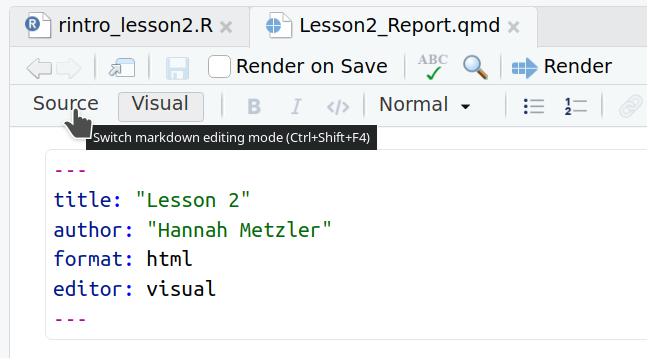 rintro_lesson2.R Lesson2_Report.qmd
Render on Save ABC Render
Source Visual B I </> Normal
Switch markdown editing mode (Ctrl+Shift+F4)
---
title: "Lesson 2"
author: "Hannah Metzler"
format: html
editor: visual
---